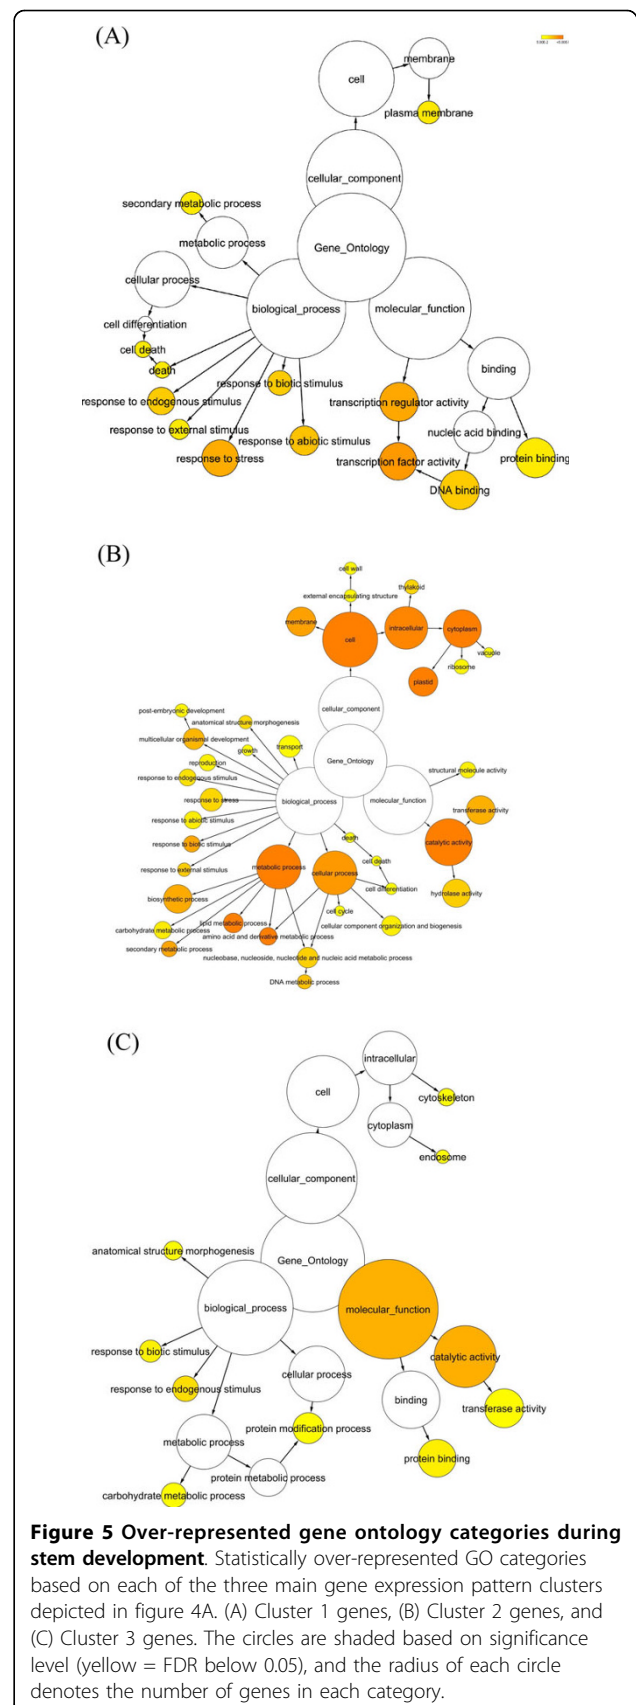 (A)
membrane
cell
plasma membrane
cellular_component
secondary metabolic process
metabolic process
Gene_Ontology
cellular process
biological_process
molecular_function
cell differentiation
cell death
death
binding
response to biotic stimulus
response to endogenous stimulus
transcription regulator activity
response to external stimulus
nucleic acid binding
response to abiotic stimulus
response to stress
transcription factor activity
protein binding
DNA binding
(B)
cell wall
thylakoid
external encapsulating structure
membrane
cell
intracellular
cytoplasm
vacuole
ribosome
plastid
cellular_component
post-embryonic development
anatomical structure morphogenesis
multicellular organismal development
growth
transport
Gene_Ontology
reproduction
structural molecule activity
response to endogenous stimulus
response to stress
biological_process
molecular_function
transferase activity
response to abiotic stimulus
death
response to biotic stimulus
catalytic activity
cell death
response to external stimulus
metabolic process
cellular process
cell differentiation
hydrolase activity
biosynthetic process
cell cycle
lipid metabolic process
cellular component organization and biogenesis
carbohydrate metabolic process
amino acid and derivative metabolic process
secondary metabolic process
nucleobase, nucleoside, nucleotide and nucleic acid metabolic process
DNA metabolic process
(C)
intracellular
cell
cytoskeleton
cytoplasm
endosome
cellular_component
anatomical structure morphogenesis
Gene_Ontology
biological_process
molecular_function
response to biotic stimulus
catalytic activity
cellular process
response to endogenous stimulus
binding
transferase activity
protein modification process
metabolic process
protein binding
protein metabolic process
carbohydrate metabolic process
Figure 5 Over-represented gene ontology categories during
stem development. Statistically over-represented GO categories
based on each of the three main gene expression pattern clusters
depicted in figure 4A. (A) Cluster 1 genes, (B) Cluster 2 genes, and
(C) Cluster 3 genes. The circles are shaded based on significance
level (yellow = FDR below 0.05), and the radius of each circle
denotes the number of genes in each category.